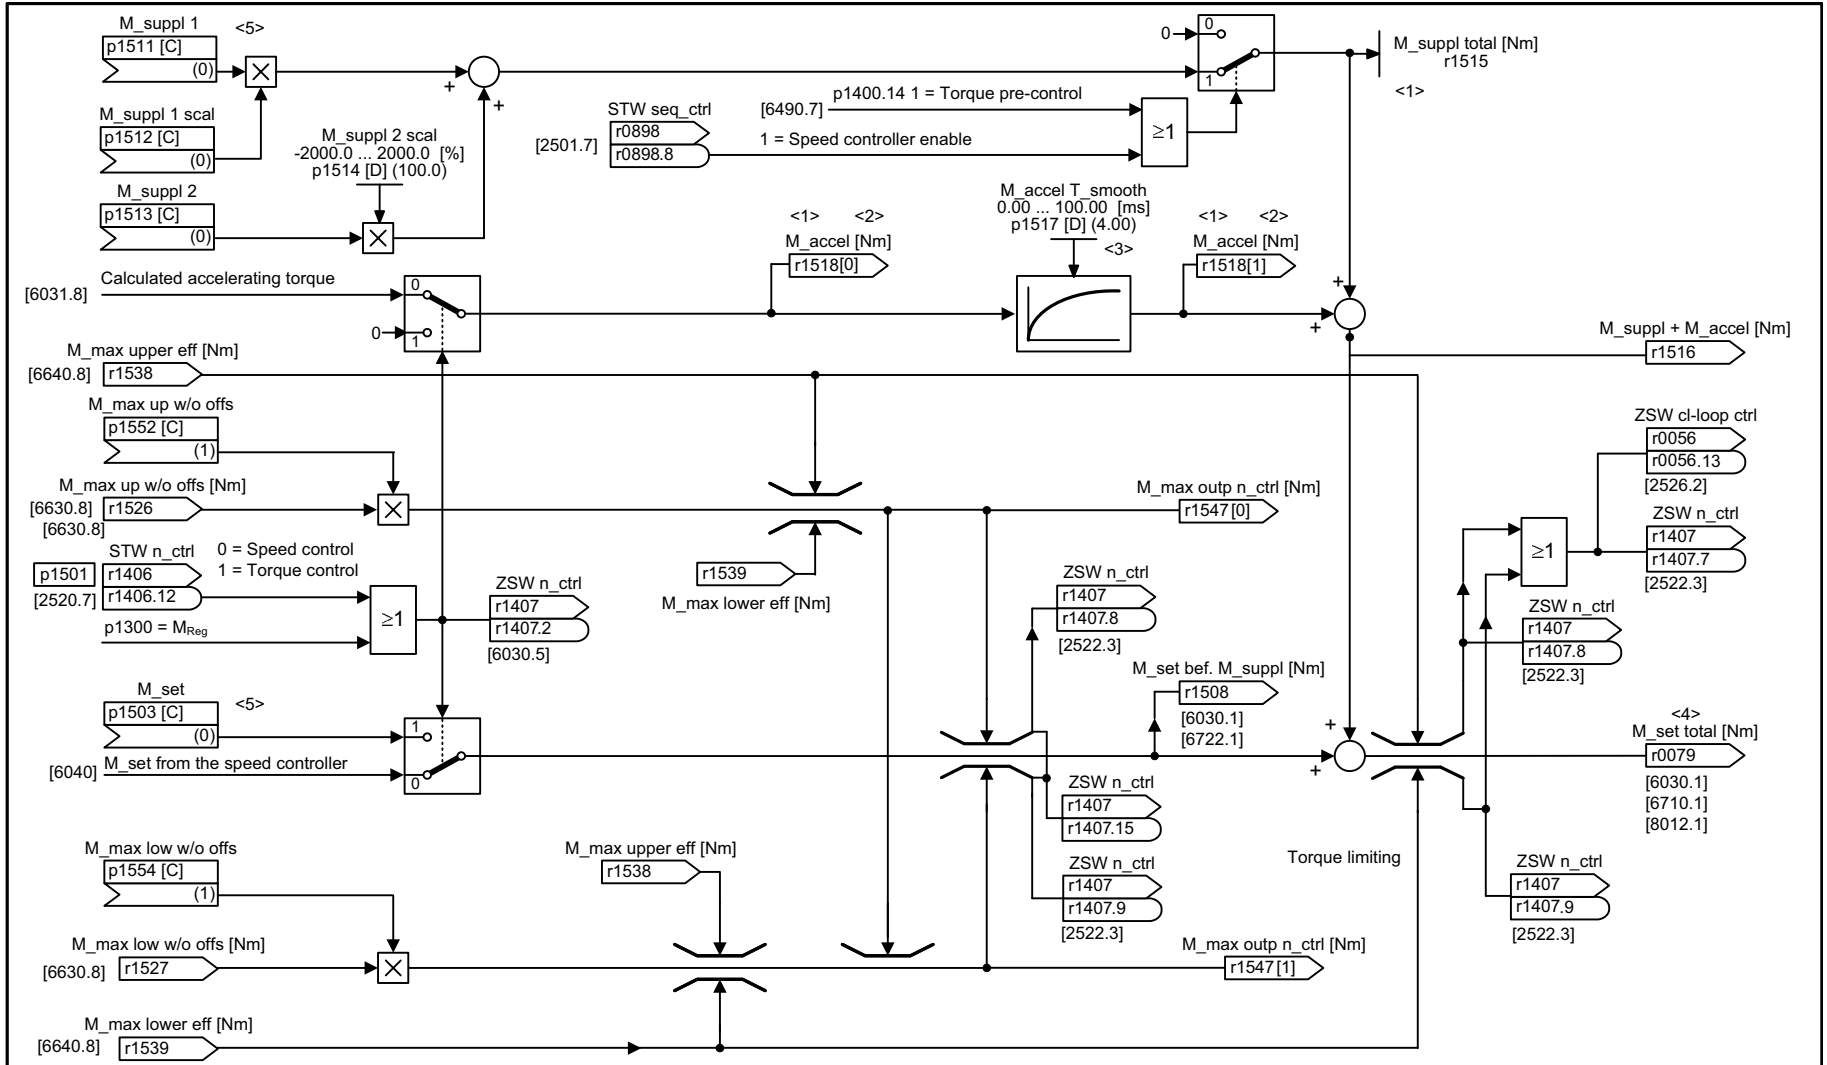 M_suppl 1
<5>
p1511 [C]
(0)
M_suppl 1 scal
p1512 [C]
(0)
M_suppl 2 scal
-2000.0 ... 2000.0 [%]
p1514 [D] (100.0)
M_suppl 2
p1513 [C]
(0)
+
+
0
0
1
M_suppl total [Nm]
r1515
<1>
p1400.14 1 = Torque pre-control
[6490.7]
STW seq_ctrl
r0898
r0898.8
[2501.7]
1 = Speed controller enable
≥1
Calculated accelerating torque
[6031.8]
0
0
1
<1> <2>
M_accel [Nm]
r1518[0]
M_accel T_smooth
0.00 ... 100.00 [ms]
p1517 [D] (4.00)
<3>
<1> <2>
M_accel [Nm]
r1518[1]
+
+
M_suppl + M_accel [Nm]
r1516
M_max upper eff [Nm]
[6640.8]
r1538
M_max up w/o offs
p1552 [C]
(1)
M_max up w/o offs [Nm]
[6630.8]
r1526
[6630.8]
r1539
M_max lower eff [Nm]
M_max outp n_ctrl [Nm]
r1547[0]
ZSW cl-loop ctrl
r0056
r0056.13
[2526.2]
ZSW n_ctrl
r1407
r1407.7
[2522.3]
≥1
STW n_ctrl
0 = Speed control
1 = Torque control
p1501
r1406
[2520.7]
r1406.12
p1300 = MReg
≥1
ZSW n_ctrl
r1407
r1407.2
[6030.5]
ZSW n_ctrl
r1407
r1407.8
[2522.3]
ZSW n_ctrl
r1407
r1407.8
[2522.3]
M_set bef. M_suppl [Nm]
r1508
[6030.1]
[6722.1]
M_set
<5>
p1503 [C]
(0)
1
0
[6040]
M_set from the speed controller
+
+
<4>
M_set total [Nm]
r0079
[6030.1]
[6710.1]
[8012.1]
ZSW n_ctrl
r1407
r1407.15
ZSW n_ctrl
r1407
r1407.9
[2522.3]
Torque limiting
ZSW n_ctrl
r1407
r1407.9
[2522.3]
M_max low w/o offs
p1554 [C]
(1)
M_max upper eff [Nm]
r1538
M_max low w/o offs [Nm]
[6630.8]
r1527
M_max outp n_ctrl [Nm]
r1547[1]
M_max lower eff [Nm]
[6640.8]
r1539